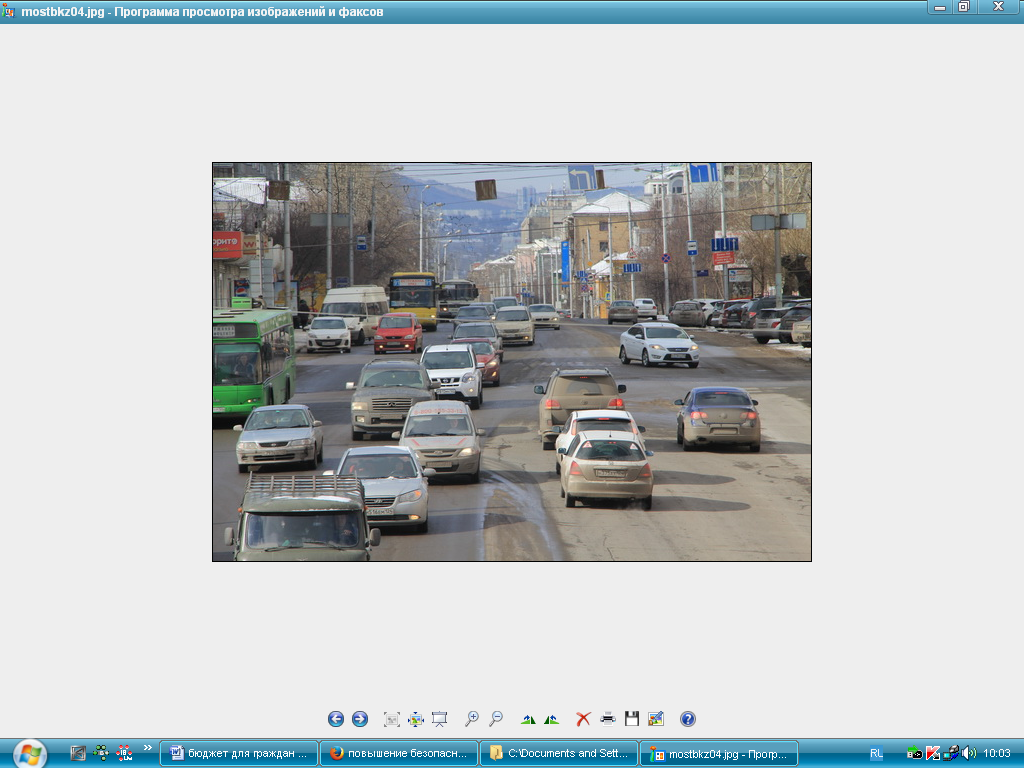 mostbkz04.jpg - Программа просмотра изображений и факсов
бюджет для граждан ...
повышение безопасн...
C:\Documents and Sett...
mostbkz04.jpg - Прогр...
RL
10:03